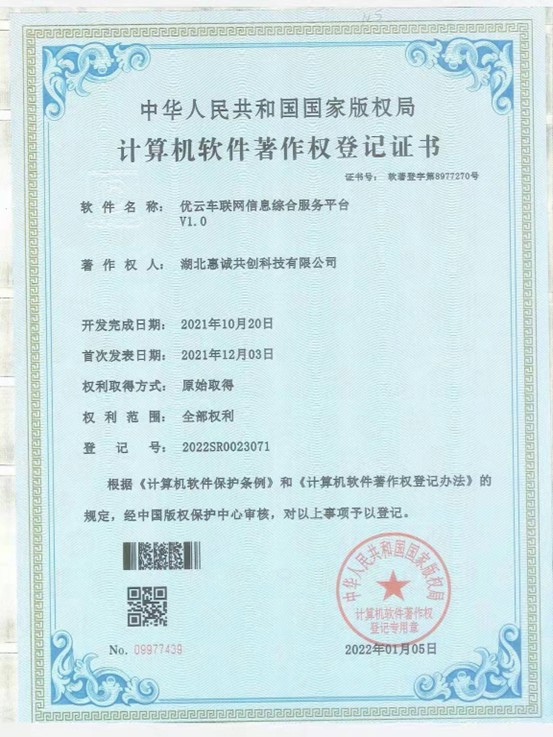 中华人民共和国国家版权局
计算机软件著作权登记证书
证书号： 软著登字第8977270号
软件名称： 优云车联网信息综合服务平台
V1.0
著作权人： 湖北惠诚共创科技有限公司
开发完成日期： 2021年10月20日
首次发表日期： 2021年12月03日
权利取得方式： 原始取得
权利范围： 全部权利
登记号： 2022SR0023071
根据《计算机软件保护条例》和《计算机软件著作权登记办法》的
规定，经中国版权保护中心审核，对以上事项予以登记。
中华人民共和国国家版权局
计算机软件著作权
登记专用章
No. 09977439
2022年01月05日